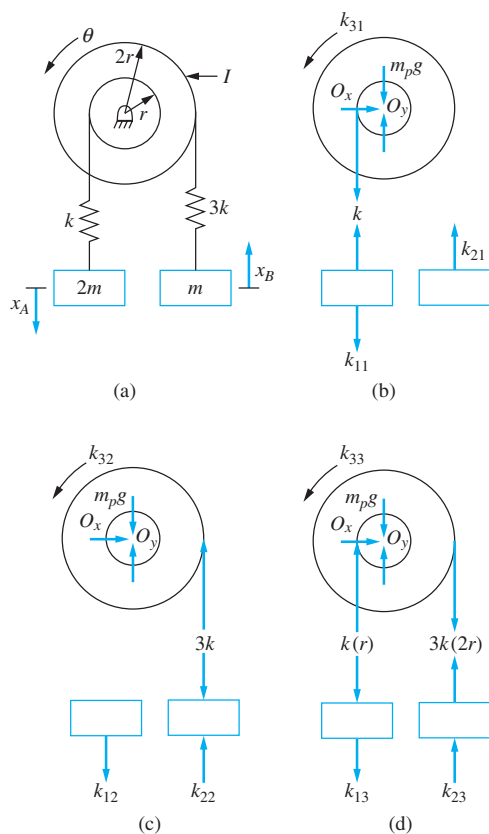 θ
2r
I
r
k
3k
2m
m
x_A
x_B
(a)
k_31
m_p g
O_x
O_y
k
k_21
k_11
(b)
k_32
m_p g
O_x
O_y
3k
k_12
k_22
(c)
k_33
m_p g
O_x
O_y
k(r)
3k(2r)
k_13
k_23
(d)